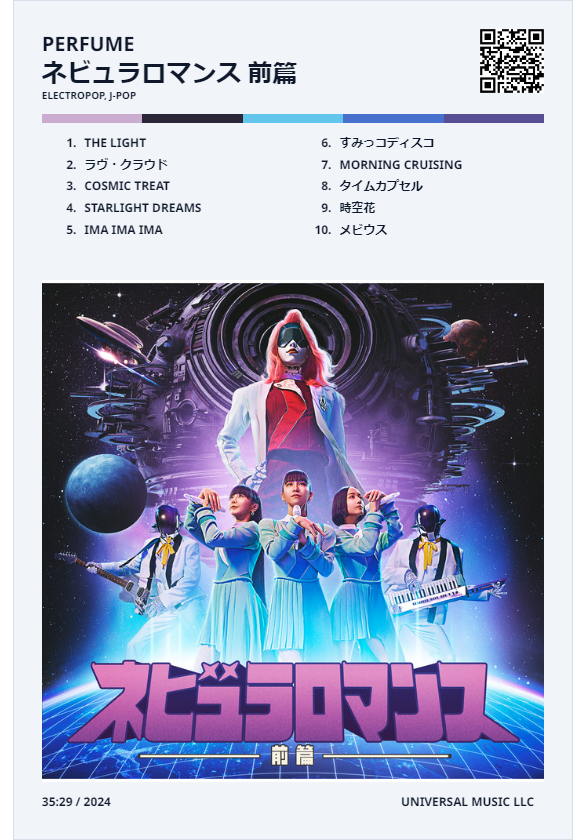 PERFUME
ネビュラロマンス 前篇
ELECTROPOP, J-POP
1. THE LIGHT
2. ラヴ・クラウド
3. COSMIC TREAT
4. STARLIGHT DREAMS
5. IMA IMA IMA
6. すみっコディスコ
7. MORNING CRUISING
8. タイムカプセル
9. 時空花
10. メビウス
ネビュラロマンス
前篇
35:29 / 2024
UNIVERSAL MUSIC LLC